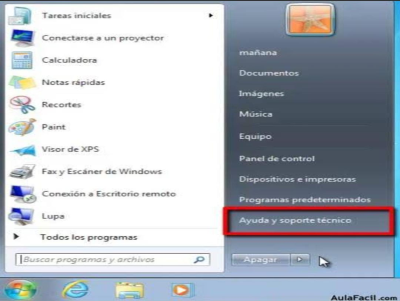 Tareas iniciales
Conectarse a un proyector
Calculadora
Notas rápidas
Recortes
Paint
Visor de XPS
Fax y Escáner de Windows
Conexión a Escritorio remoto
Lupa
Todos los programas
Buscar programas y archivos
mañana
Documentos
Imágenes
Música
Equipo
Panel de control
Dispositivos e impresoras
Programas predeterminados
Ayuda y soporte técnico
Apagar
AulaFacil.com